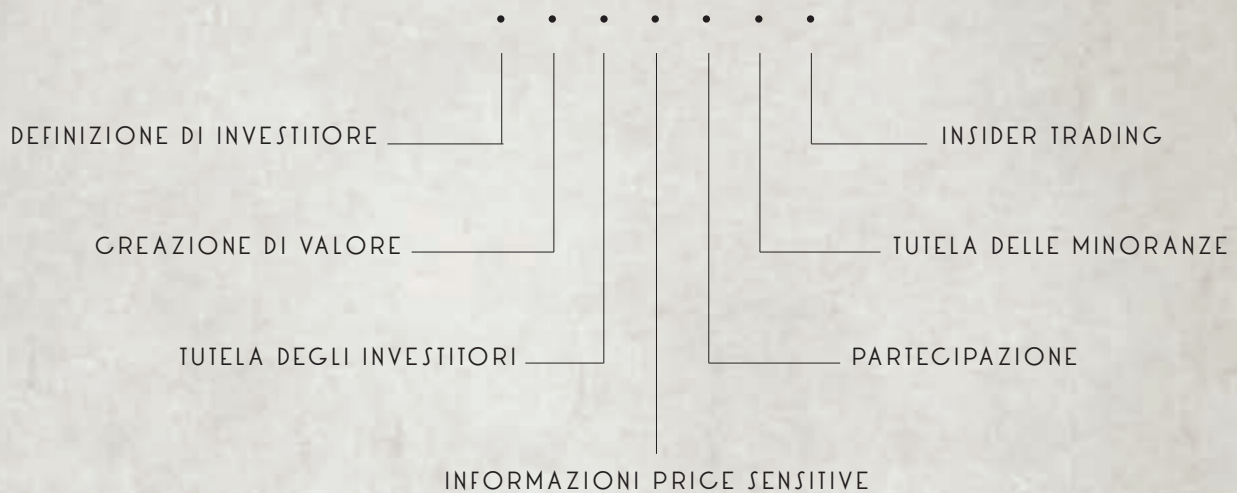 DEFINIZIONE DI INVESTITORE
INSIDER TRADING
CREAZIONE DI VALORE
TUTELA DELLE MINORANZE
TUTELA DEGLI INVESTITORI
PARTECIPAZIONE
INFORMAZIONI PRICE SENSITIVE